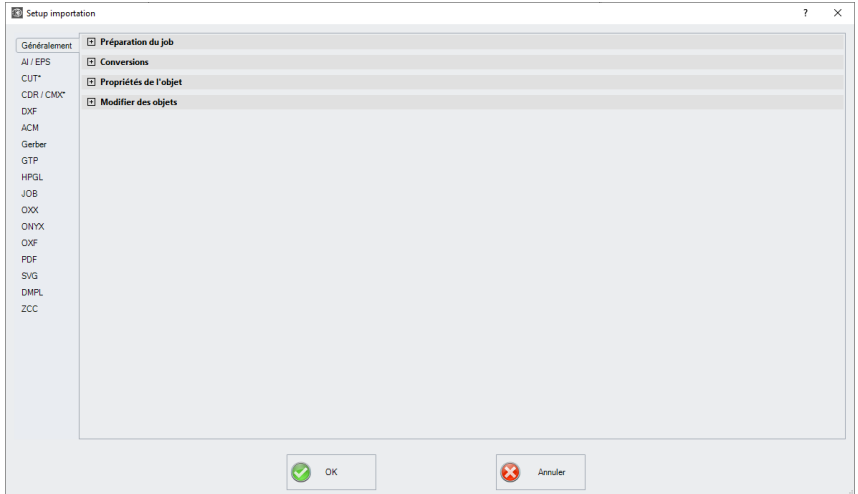 Setup importation
?
Généralement
AI / EPS
CUT*
CDR / CMX*
DXF
ACM
Gerber
GTP
HPGL
JOB
OXX
ONYX
OXF
PDF
SVG
DMPL
ZCC
Préparation du job
Conversions
Propriétés de l'objet
Modifier des objets
OK
Annuler